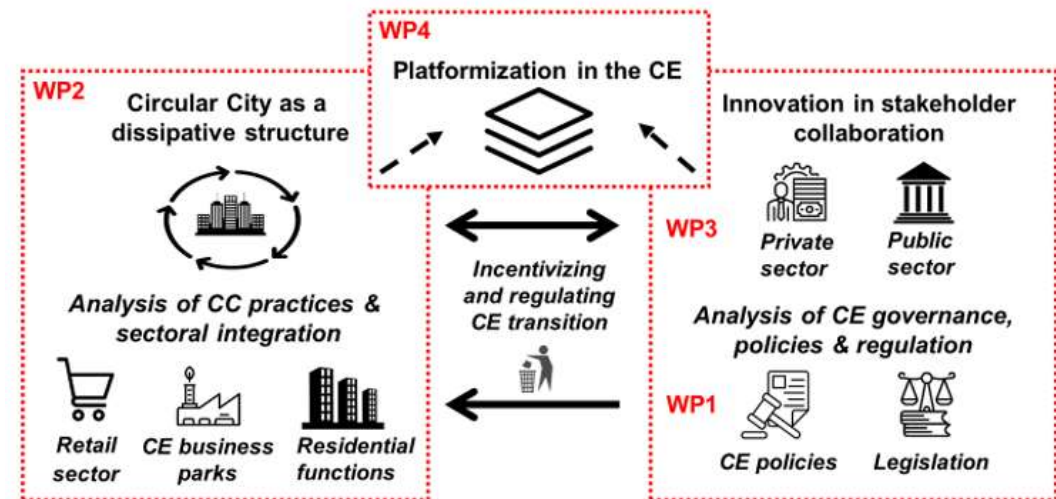 WP4
Platformization in the CE
WP2
Circular City as a
dissipative structure
Analysis of CC practices &
sectoral integration
Retail
sector
CE business
parks
Residential
functions
Incentivizing
and regulating
CE transition
Innovation in stakeholder
collaboration
WP3
Private
sector
Public
sector
Analysis of CE governance,
policies & regulation
WP1
CE policies
Legislation